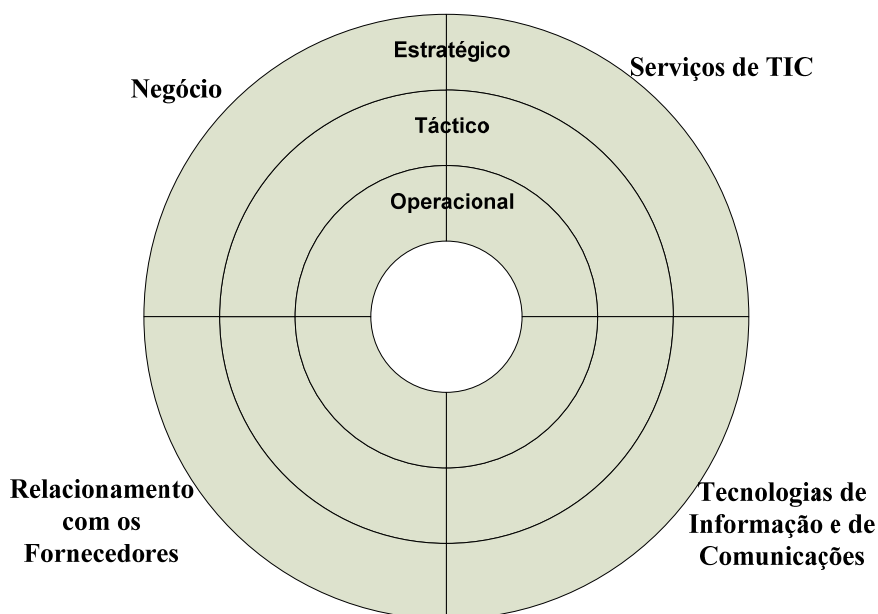 Estratégico
Negócio
Serviços de TIC
Táctico
Operacional
Relacionamento
com os
Fornecedores
Tecnologias de
Informação e de
Comunicações